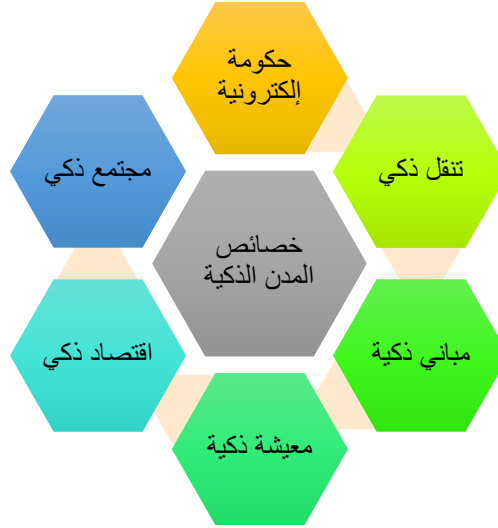 حكومة
إلكترونية
تنقل ذكي
مجتمع ذكي
خصائص
المدن الذكية
مباني ذكية
اقتصاد ذكي
معيشة ذكية